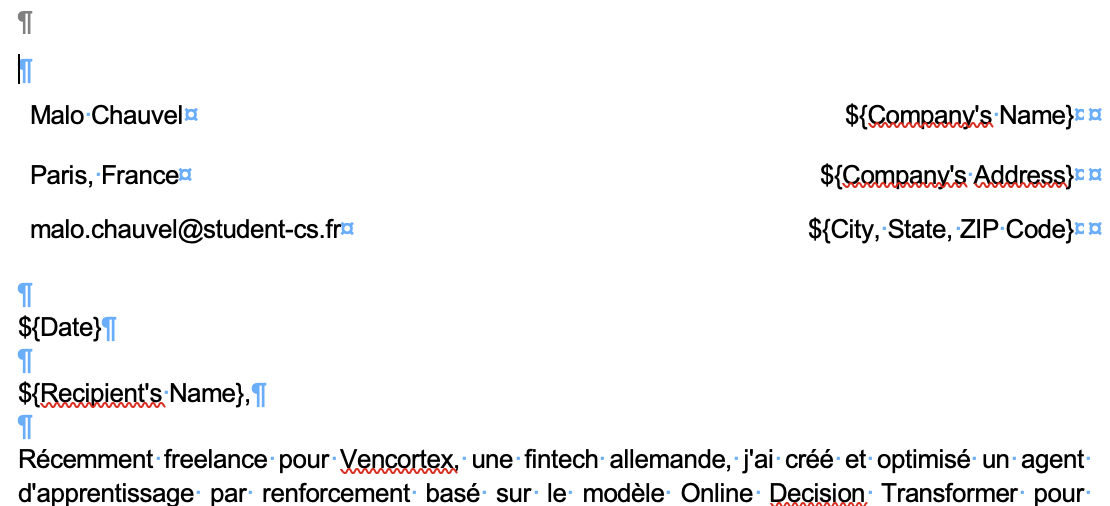 Malo Chauvel ${Company's Name}
Paris, France ${Company's Address}
malo.chauvel@student-cs.fr ${City, State, ZIP Code}
${Date}
${Recipient's Name},
Récemment freelance pour Vencortex, une fintech allemande, j'ai créé et optimisé un agent
d'apprentissage par renforcement basé sur le modèle Online Decision Transformer pour